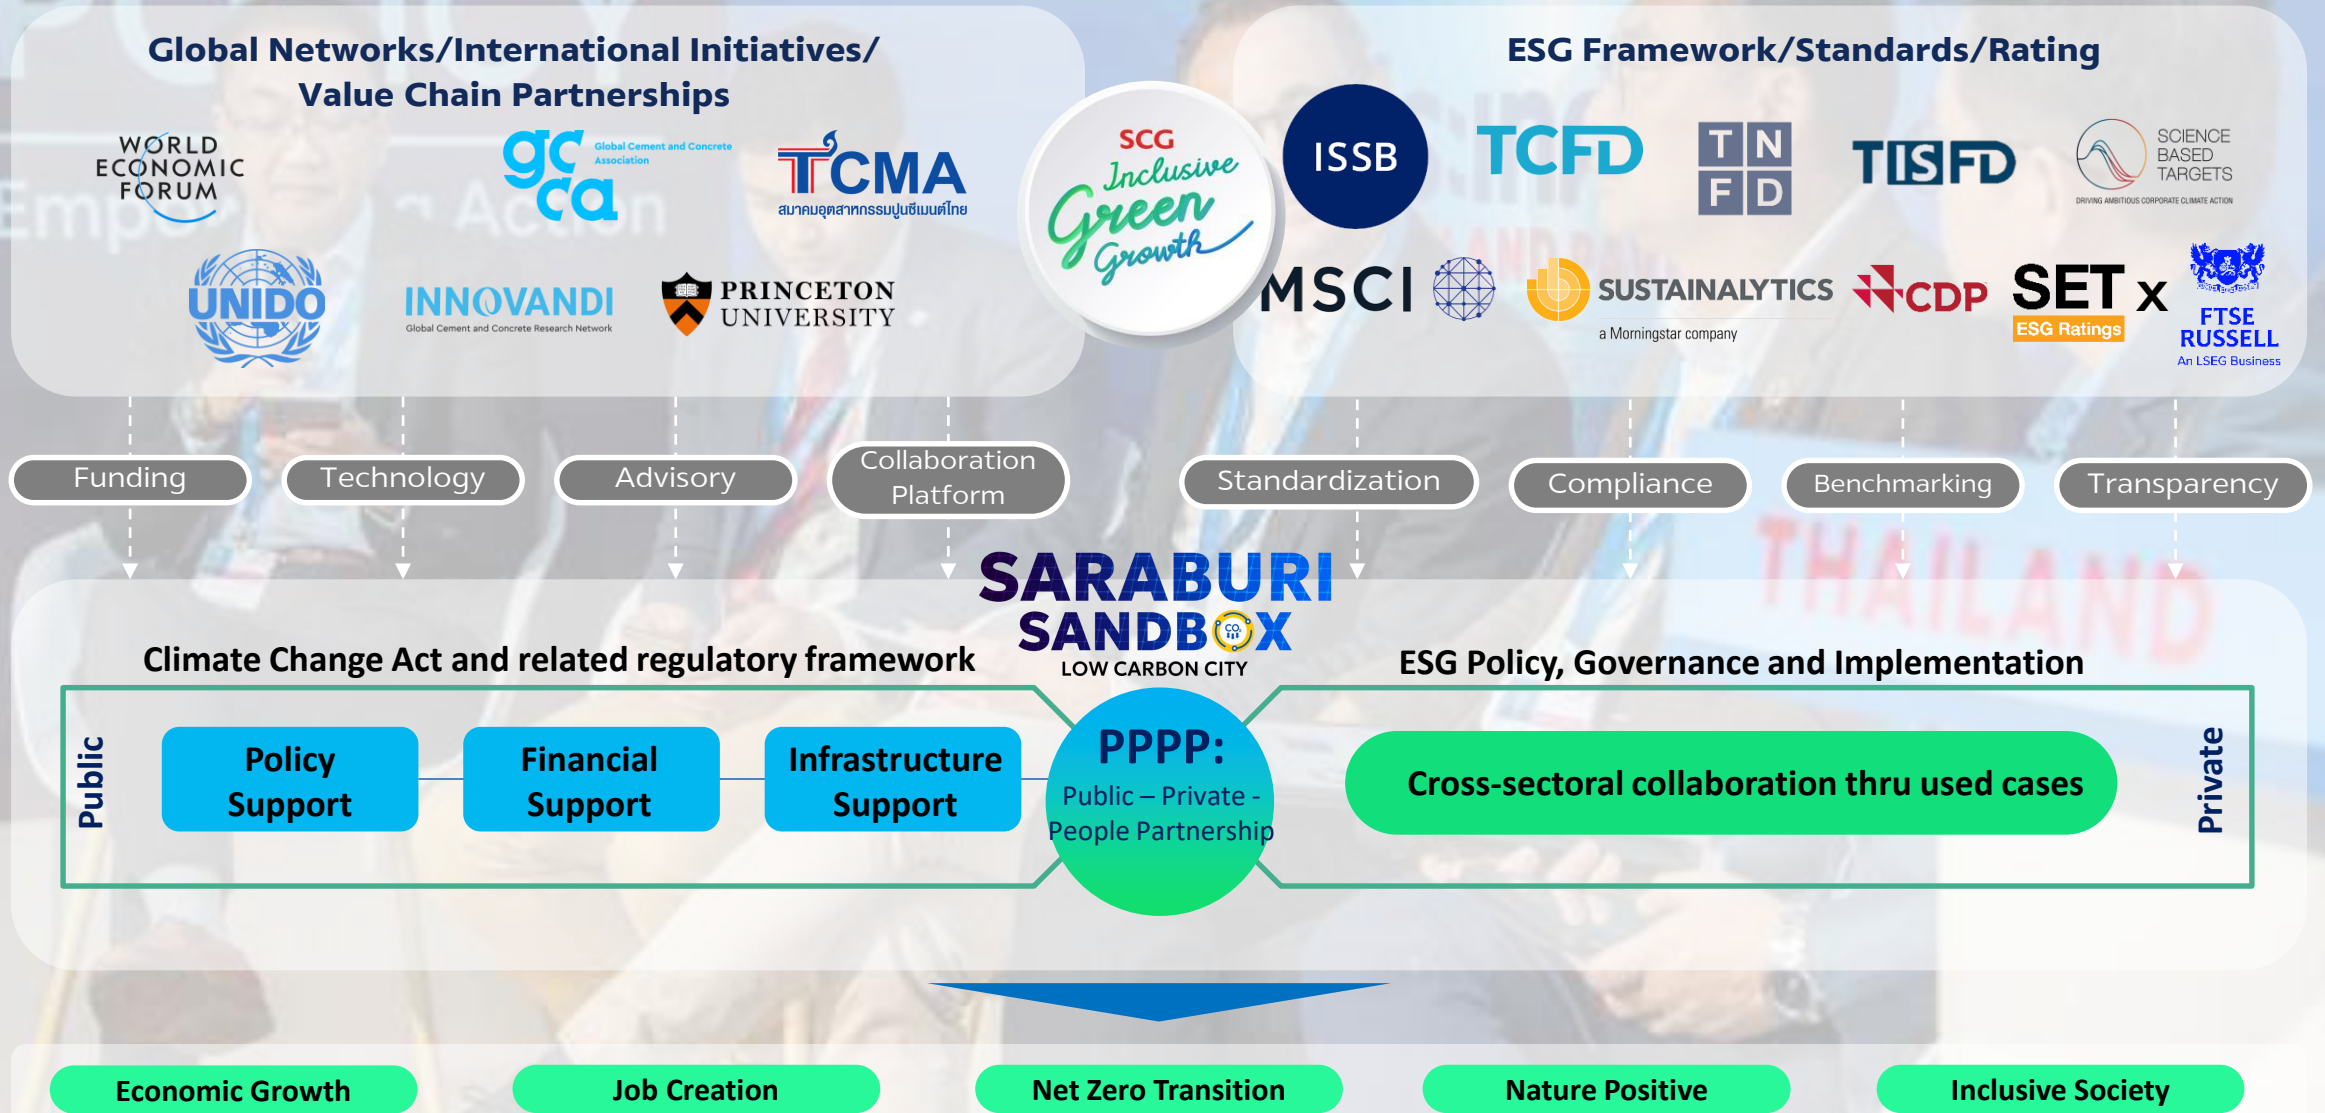 Global Networks/International Initiatives/
Value Chain Partnerships
WORLD
ECONOMIC
FORUM
gc
ca
Global Cement and Concrete
Association
TCMA
สมาคมอุตสาหกรรมปูนซีเมนต์ไทย
UNIDO
INNOVANDI
Global Cement and Concrete Research Network
PRINCETON
UNIVERSITY
SCG
Inclusive
Green
Growth
ESG Framework/Standards/Rating
ISSB
TCFD
TN
FD
TISFD
SCIENCE
BASED
TARGETS
DRIVING AMBITIOUS CORPORATE CLIMATE ACTION
MSCI
SUSTAINALYTICS
a Morningstar company
CDP
SET
ESG Ratings
x
FTSE
RUSSELL
An LSEG Business
Funding
Technology
Advisory
Collaboration
Platform
Standardization
Compliance
Benchmarking
Transparency
THAILAND
SARABURI
SANDBOX
CO₂
LOW CARBON CITY
Climate Change Act and related regulatory framework
ESG Policy, Governance and Implementation
Public
Policy
Support
Financial
Support
Infrastructure
Support
PPPP:
Public – Private -
People Partnership
Cross-sectoral collaboration thru used cases
Private
Economic Growth
Job Creation
Net Zero Transition
Nature Positive
Inclusive Society